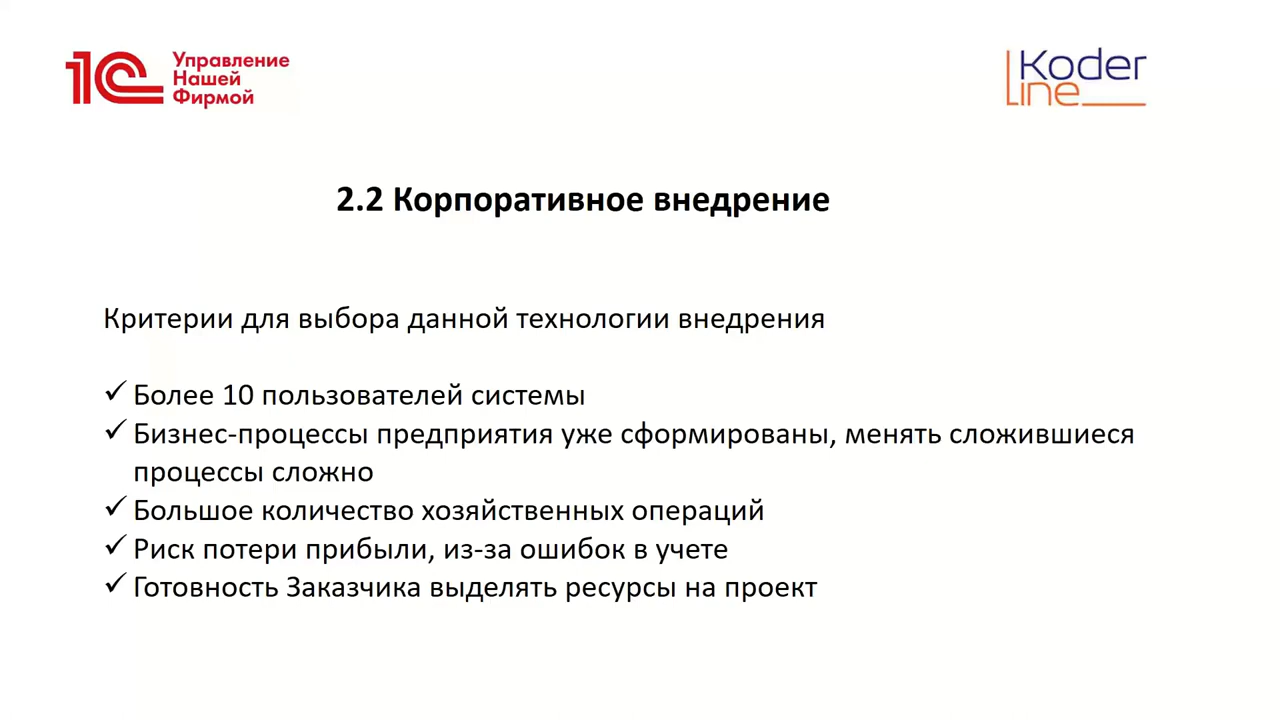 1С Управление
Нашей
Фирмой
Koder
Line
2.2 Корпоративное внедрение
Критерии для выбора данной технологии внедрения
✓ Более 10 пользователей системы
✓ Бизнес-процессы предприятия уже сформированы, менять сложившиеся
процессы сложно
✓ Большое количество хозяйственных операций
✓ Риск потери прибыли, из-за ошибок в учете
✓ Готовность Заказчика выделять ресурсы на проект